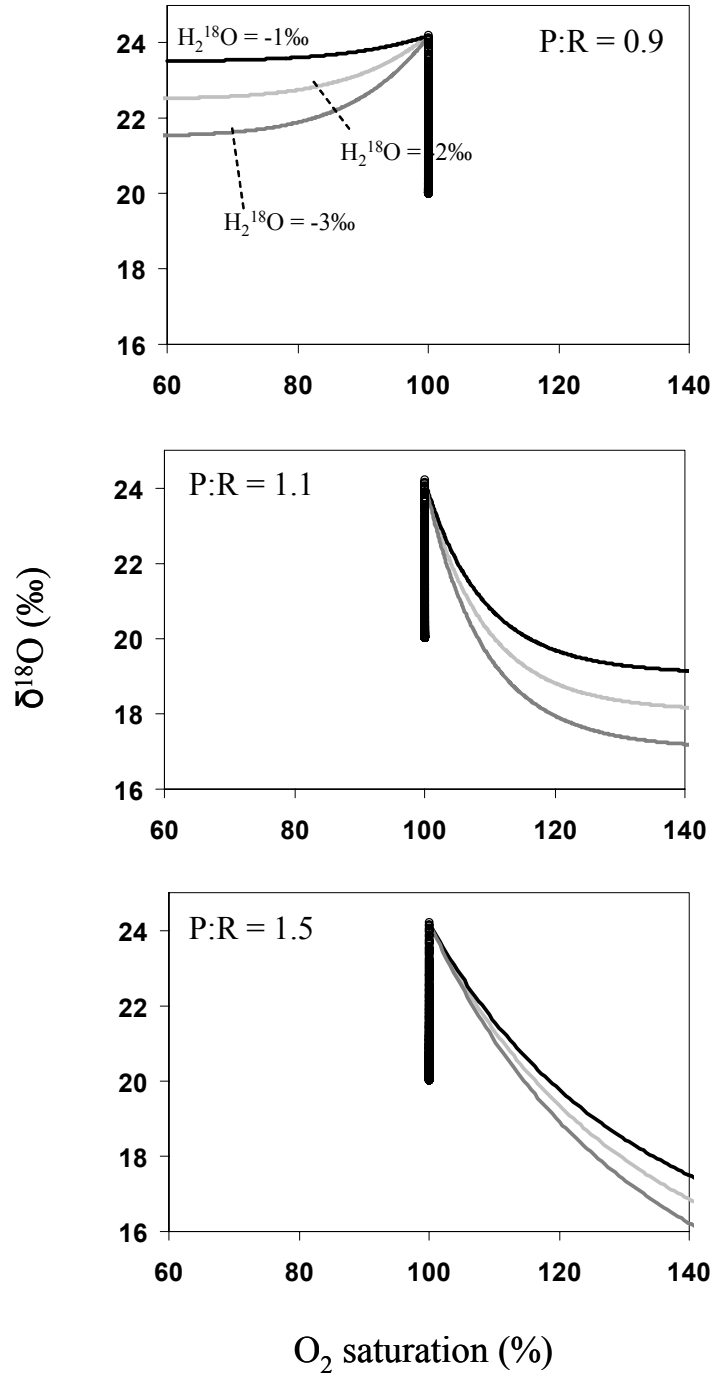 24
22
20
18
16
H₂¹⁸O = -1‰
P:R = 0.9
H₂¹⁸O = -2‰
H₂¹⁸O = -3‰
60 80 100 120 140
P:R = 1.1
24
22
20
18
16
60 80 100 120 140
δ¹⁸O (‰)
P:R = 1.5
24
22
20
18
16
60 80 100 120 140
O₂ saturation (%)